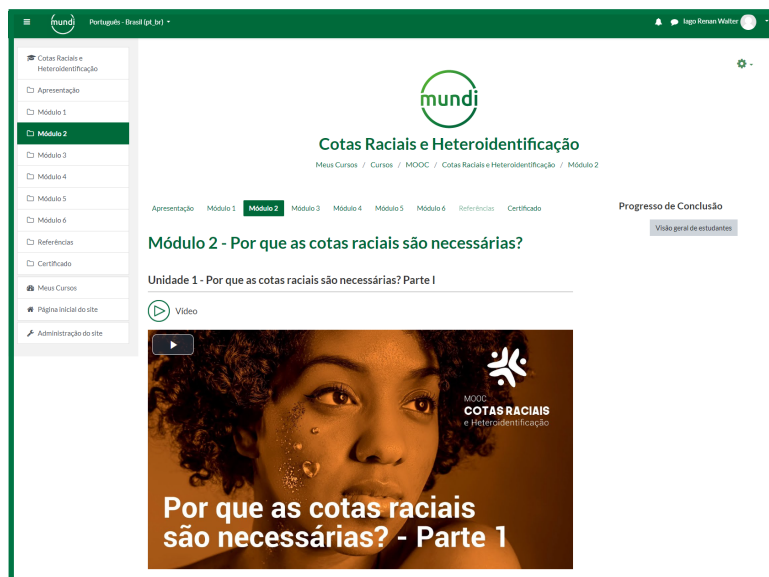 mundi
Português - Brasil (pt_br)
Iago Renan Walter
Cotas Raciais e
Heteroidentificação
Apresentação
Módulo 1
Módulo 2
Módulo 3
Módulo 4
Módulo 5
Módulo 6
Referências
Certificado
Meus Cursos
Página inicial do site
Administração do site
mundi
Cotas Raciais e Heteroidentificação
Meus Cursos / Cursos / MOOC / Cotas Raciais e Heteroidentificação / Módulo 2
Apresentação Módulo 1 Módulo 2 Módulo 3 Módulo 4 Módulo 5 Módulo 6 Referências Certificado
Progresso de Conclusão
Visão geral de estudantes
Módulo 2 - Por que as cotas raciais são necessárias?
Unidade 1 - Por que as cotas raciais são necessárias? Parte I
Vídeo
MOOC
COTAS RACIAIS
e Heteroidentificação
Por que as cotas raciais
são necessárias? - Parte 1